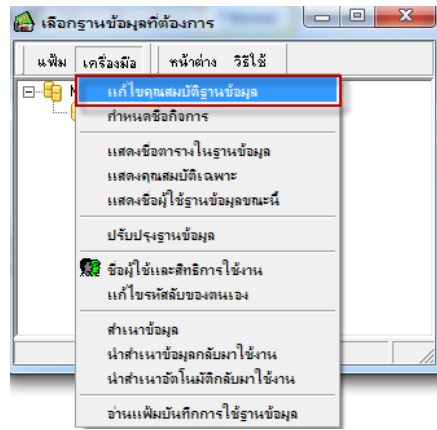 เลือกฐานข้อมูลที่ต้องการ
แฟ้ม เครื่องมือ หน้าต่าง วิธีใช้
แก้ไขคุณสมบัติฐานข้อมูล
กำหนดชื่อกิจการ
แสดงชื่อตารางในฐานข้อมูล
แสดงคุณสมบัติเฉพาะ
แสดงชื่อผู้ใช้ฐานข้อมูลขณะนี้
ปรับปรุงฐานข้อมูล
ชื่อผู้ใช้และสิทธิการใช้งาน
แก้ไขรหัสลับของตนเอง
สำเนาข้อมูล
นำสำเนาข้อมูลกลับมาใช้งาน
นำสำเนาอัตโนมัติกลับมาใช้งาน
อ่านแฟ้มบันทึกการใช้ฐานข้อมูล